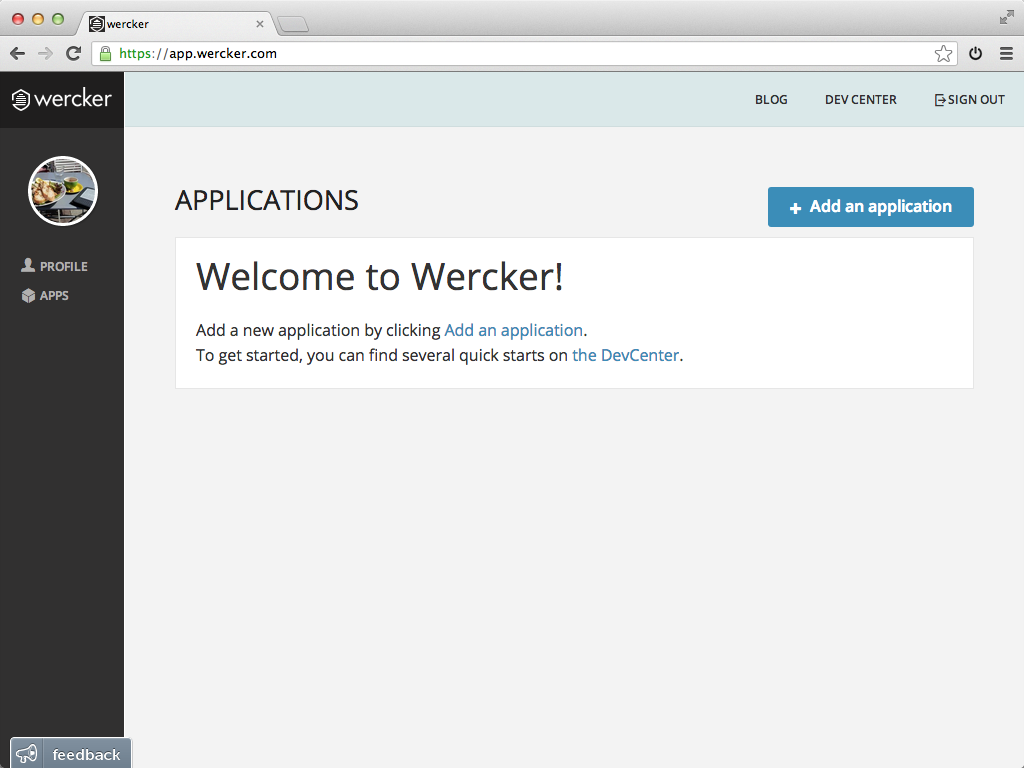 wercker
https://app.wercker.com
wercker
BLOG
DEV CENTER
SIGN OUT
PROFILE
APPS
APPLICATIONS
+ Add an application
Welcome to Wercker!
Add a new application by clicking Add an application.
To get started, you can find several quick starts on the DevCenter.
feedback